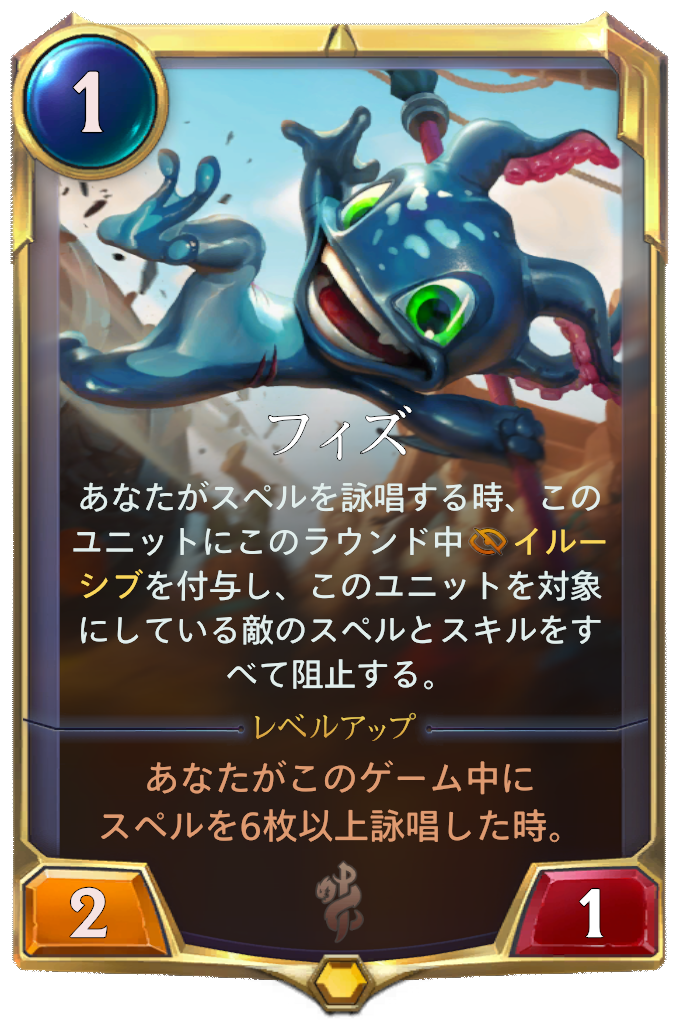 1
フィズ
あなたがスペルを詠唱する時、この
ユニットにこのラウンド中イルー
シブを付与し、このユニットを対象
にしている敵のスペルとスキルをす
べて阻止する。
レベルアップ
あなたがこのゲーム中に
スペルを6枚以上詠唱した時。
2
1